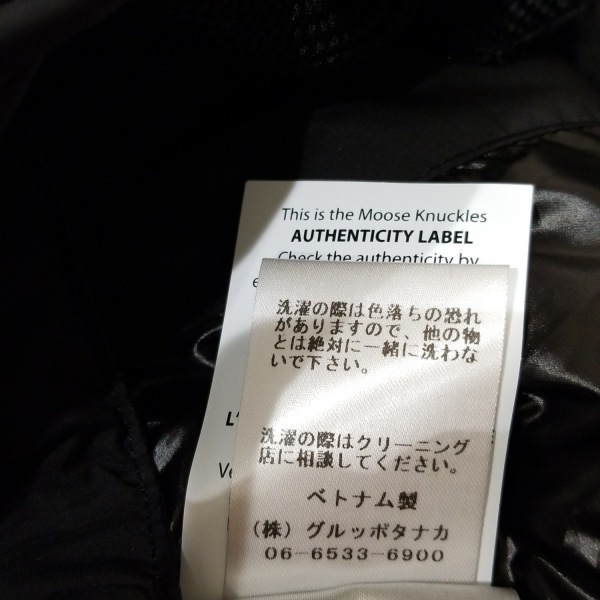 This is the Moose Knuckles
AUTHENTICITY LABEL
Check the authenticity by
洗濯の際は色落ちの恐れ
がありますので、他の物
とは絶対に一緒に洗わな
いで下さい。
洗濯の際はクリーニング
店に相談してください。
ベトナム製
(株) グルッポタナカ
06-6533-6900